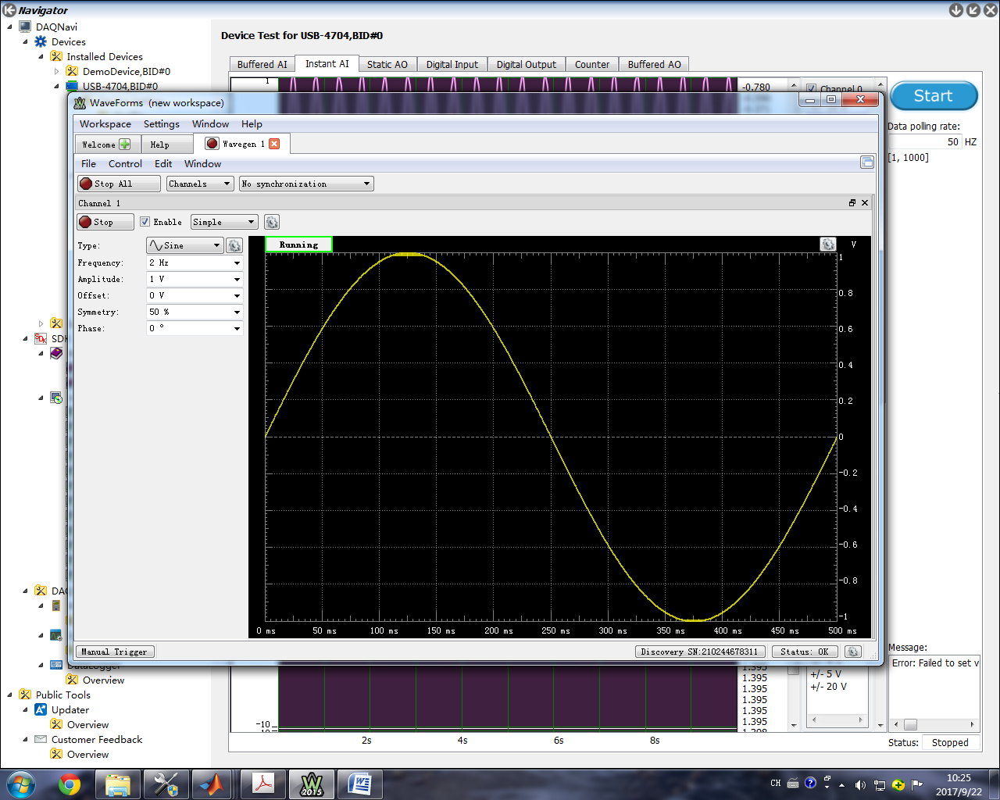 Navigator
DAQNavi
Devices
Installed Devices
DemoDevice,BID#0
USB-4704,BID#0
Device Test for USB-4704,BID#0
Buffered AI
Instant AI
Static AO
Digital Input
Digital Output
Counter
Buffered AO
1
-0.780
Channel 0
Start
Data polling rate:
50 HZ
[1, 1000]
WaveForms (new workspace)
Workspace
Settings
Window
Help
Welcome
Help
Wavegen 1
File
Control
Edit
Window
Stop All
Channels
No synchronization
Channel 1
Stop
Enable
Simple
Type:
Sine
Frequency:
2 Hz
Amplitude:
1 V
Offset:
0 V
Symmetry:
50 %
Phase:
0 °
Running
V
1
0.8
0.6
0.4
0.2
0
-0.2
-0.4
-0.6
-0.8
-1
0 ms
50 ms
100 ms
150 ms
200 ms
250 ms
300 ms
350 ms
400 ms
450 ms
500 ms
Manual Trigger
Discovery SN:210244678311
Status: OK
DataLogger
Overview
Public Tools
Updater
Overview
Customer Feedback
Overview
-10
2s
4s
6s
8s
1.395
1.395
1.395
1.395
1.395
1.395
+/- 5 V
+/- 20 V
Message:
Error: Failed to set v
Status:
Stopped
2015
CH
10:25
2017/9/22